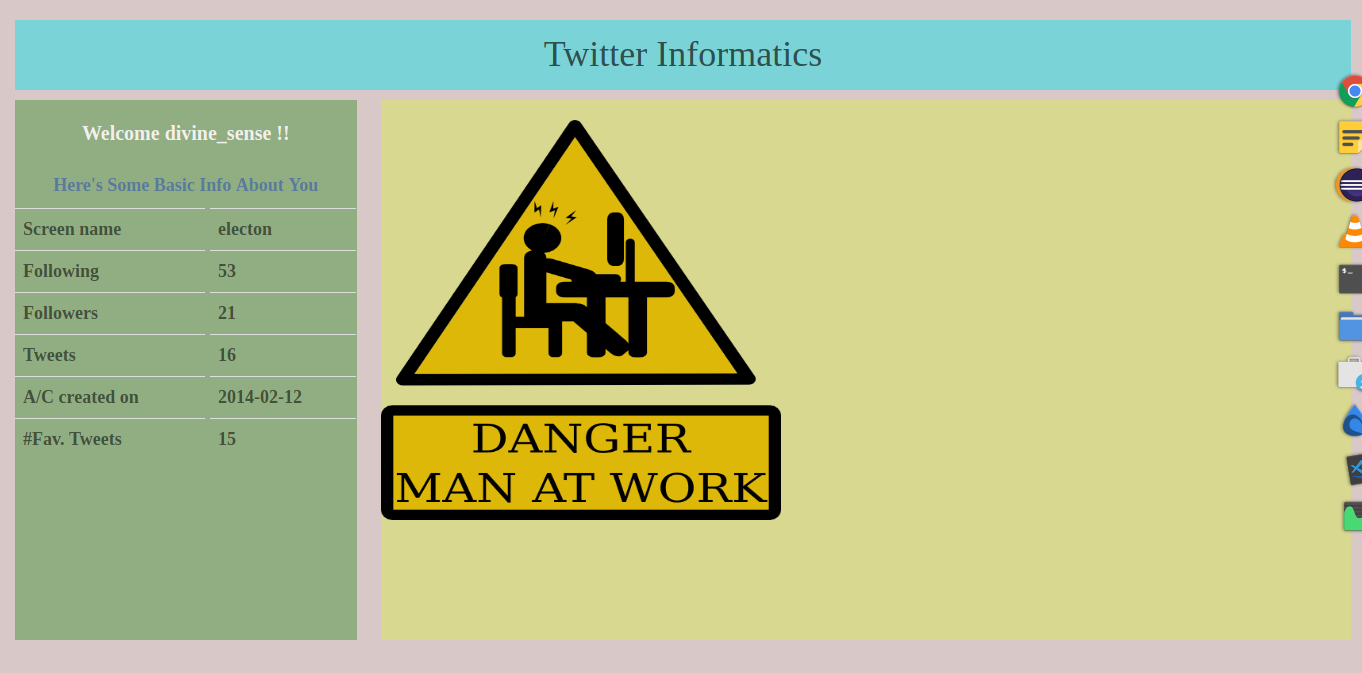 Twitter Informatics
Welcome divine_sense !!
Here's Some Basic Info About You
Screen name electon
Following 53
Followers 21
Tweets 16
A/C created on 2014-02-12
#Fav. Tweets 15
DANGER
MAN AT WORK